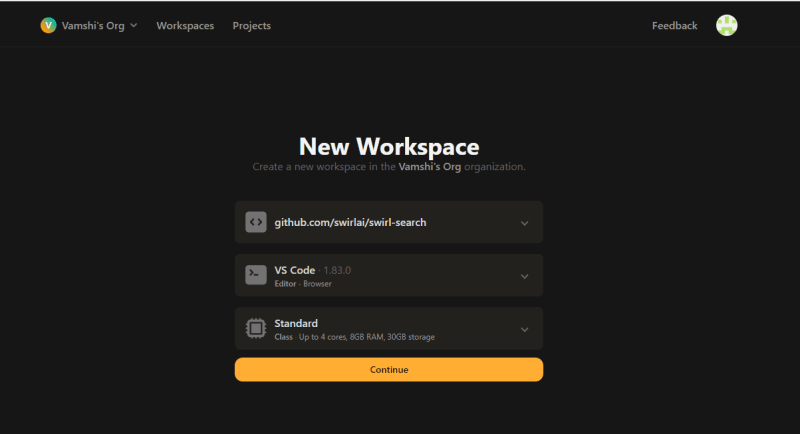 V Vamshi's Org Workspaces Projects Feedback
New Workspace
Create a new workspace in the Vamshi's Org organization.
github.com/swirlai/swirl-search
VS Code · 1.83.0
Editor · Browser
Standard
Class · Up to 4 cores, 8GB RAM, 30GB storage
Continue